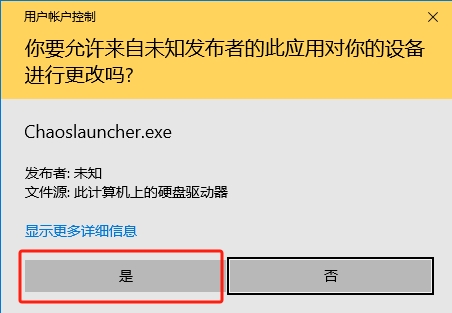 用户帐户控制
你要允许来自未知发布者的此应用对你的设备
进行更改吗?
Chaoslauncher.exe
发布者: 未知
文件源: 此计算机上的硬盘驱动器
显示更多详细信息
是
否